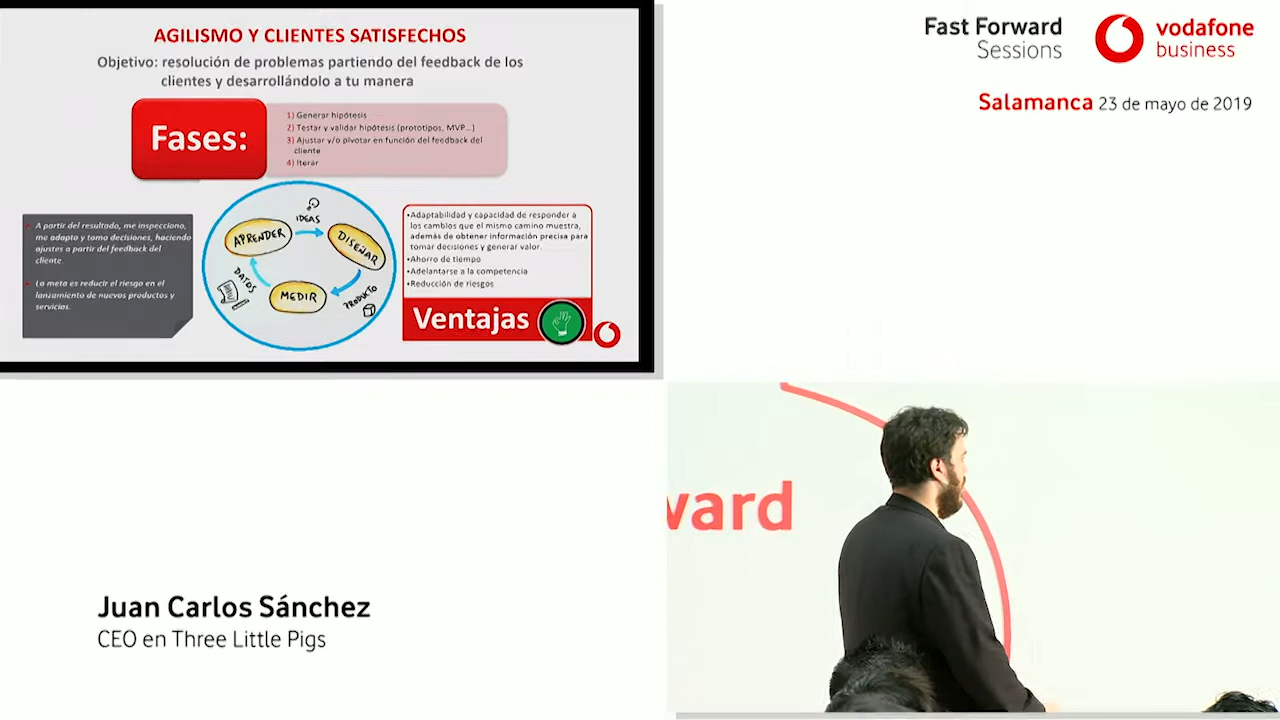 AGILISMO Y CLIENTES SATISFECHOS
Objetivo: resolución de problemas partiendo del feedback de los
clientes y desarrollándolo a tu manera
Fases:
1) Generar hipótesis
2) Testar y validar hipótesis (prototipos, MVP...)
3) Ajustar y/o pivotar en función del feedback del
cliente
4) Iterar
A partir del resultado, me inspecciono,
me adapto y tomo decisiones, haciendo
ajustes a partir del feedback del
cliente.
La meta es reducir el riesgo en el
lanzamiento de nuevos productos y
servicios.
IDEAS
APRENDER
DISEÑAR
DATOS
MEDIR
PRODUCTO
•Adaptabilidad y capacidad de responder a
los cambios que el mismo camino muestra,
además de obtener información precisa para
tomar decisiones y generar valor.
•Ahorro de tiempo
•Adelantarse a la competencia
•Reducción de riesgos
Ventajas
Fast Forward
Sessions
vodafone
business
Salamanca 23 de mayo de 2019
ward
Juan Carlos Sánchez
CEO en Three Little Pigs